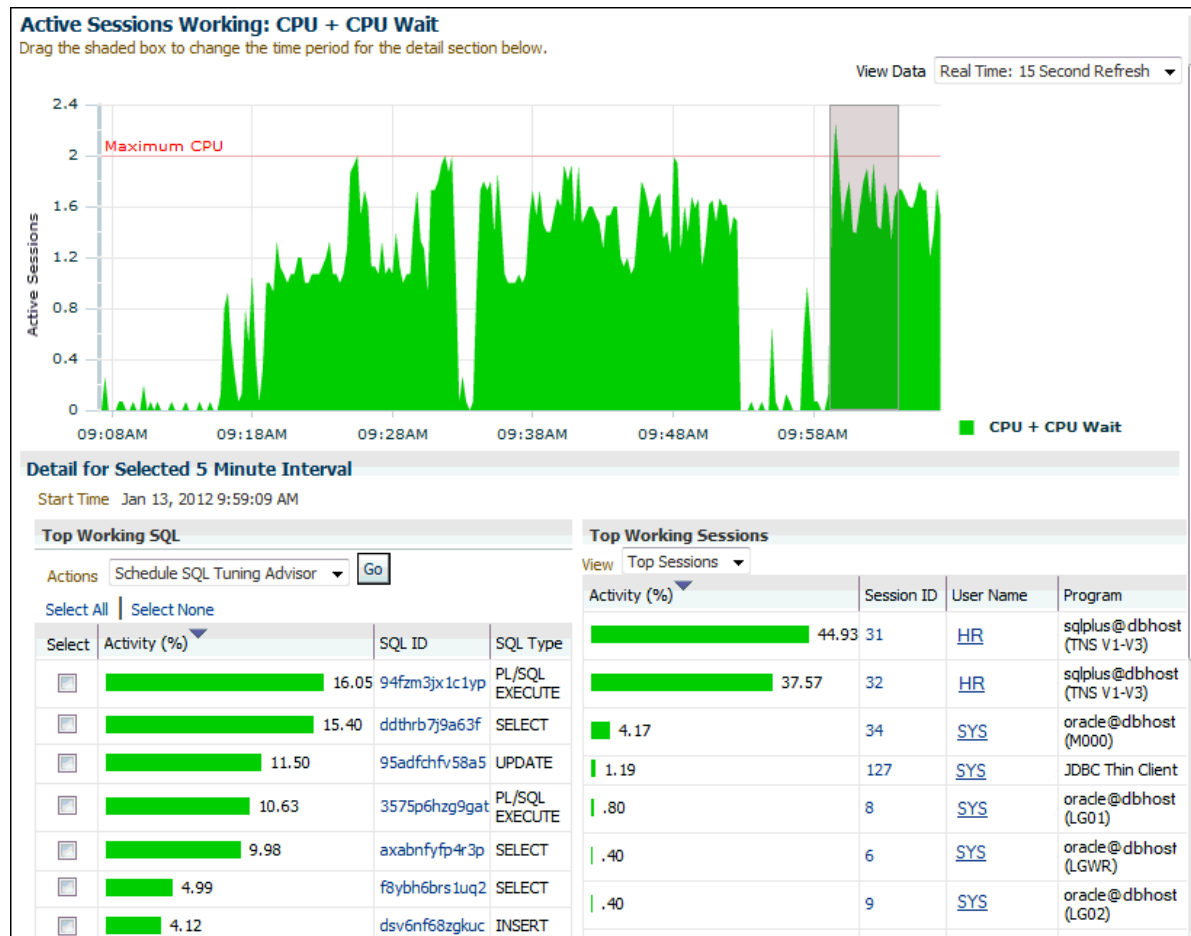 Active Sessions Working: CPU + CPU Wait
Drag the shaded box to change the time period for the detail section below.
View Data Real Time: 15 Second Refresh
2.4
Maximum CPU
2
1.6
1.2
0.8
0.4
0
Active Sessions
09:08AM 09:18AM 09:28AM 09:38AM 09:48AM 09:58AM
CPU + CPU Wait
Detail for Selected 5 Minute Interval
Start Time Jan 13, 2012 9:59:09 AM
Top Working SQL
Actions Schedule SQL Tuning Advisor Go
Select All | Select None
Select Activity (%) SQL ID SQL Type
16.05 94fzm3jx1c1yp PL/SQL EXECUTE
15.40 ddthrb7j9a63f SELECT
11.50 95adfchfv58a5 UPDATE
10.63 3575p6hzg9gat PL/SQL EXECUTE
9.98 axabnfyfp4r3p SELECT
4.99 f8ybh6brs1uq2 SELECT
4.12 dsv6nf68zgkuc INSERT
Top Working Sessions
View Top Sessions
Activity (%) Session ID User Name Program
44.93 31 HR sqlplus@dbhost (TNS V1-V3)
37.57 32 HR sqlplus@dbhost (TNS V1-V3)
4.17 34 SYS oracle@dbhost (M000)
1.19 127 SYS JDBC Thin Client
.80 8 SYS oracle@dbhost (LG01)
.40 6 SYS oracle@dbhost (LGWR)
.40 9 SYS oracle@dbhost (LG02)